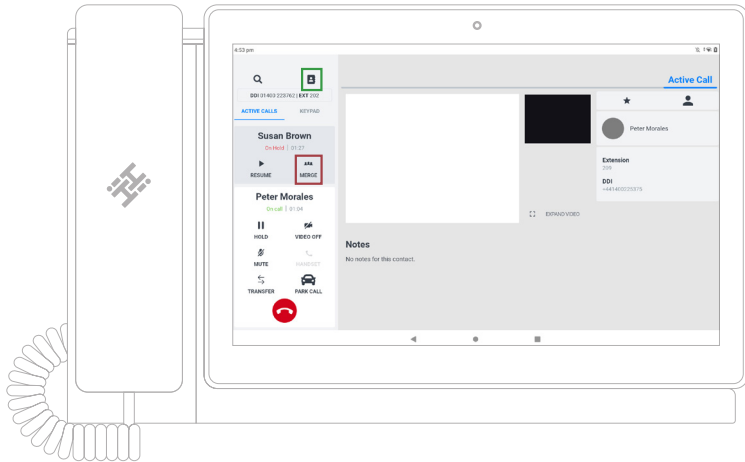 4:53 pm
DDI 01403 223762 | EXT 202
Active Call
ACTIVE CALLS KEYPAD
Susan Brown
On Hold | 01:21
RESUME MERGE
Peter Morales
On call | 01:04
HOLD VIDEO OFF
MUTE HANDSET
TRANSFER PARK CALL
EXPAND VIDEO
Notes
No notes for this contact.
Peter Morales
Extension
209
DDI